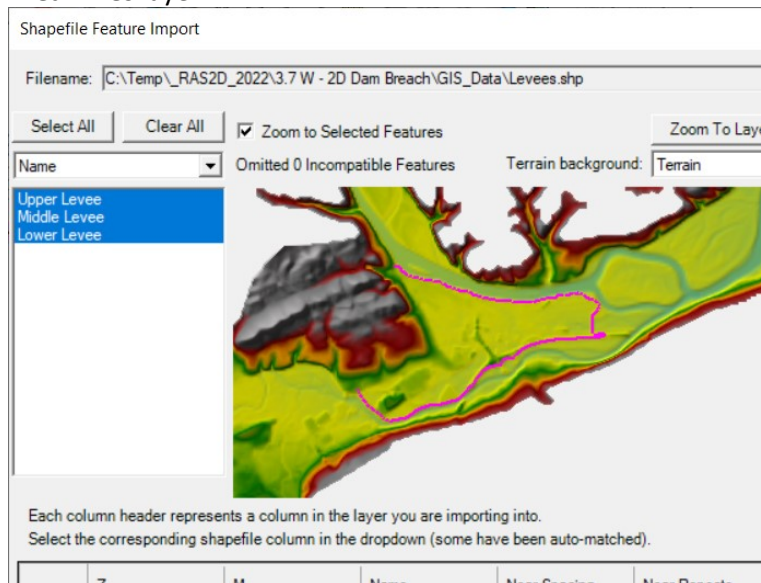 Shapefile Feature Import
Filename: C:\Temp\_RAS2D_2022\3.7 W - 2D Dam Breach\GIS_Data\Levees.shp
Select All Clear All Zoom to Selected Features Zoom To Laye
Name Omitted 0 Incompatible Features Terrain background: Terrain
Upper Levee
Middle Levee
Lower Levee
Each column header represents a column in the layer you are importing into.
Select the corresponding shapefile column in the dropdown (some have been auto-matched).
Name